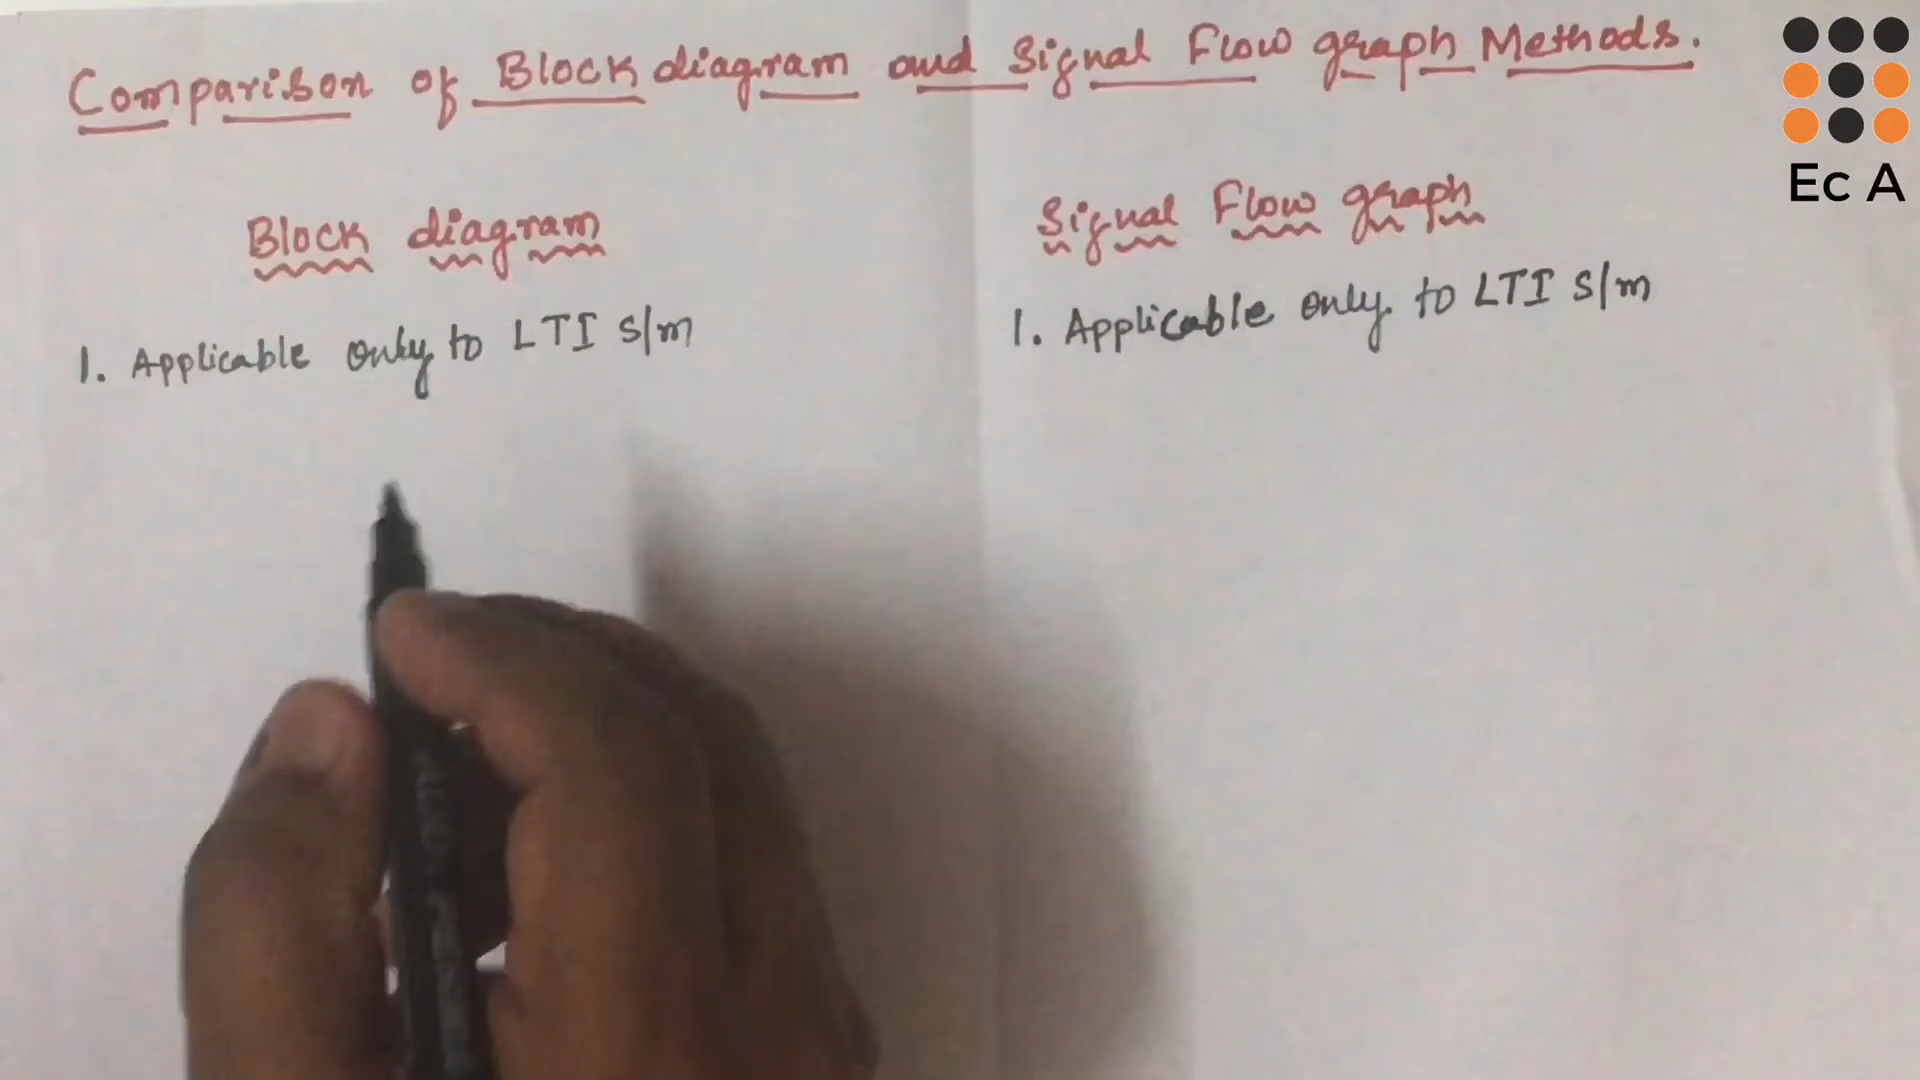 Comparison of Block diagram and Signal Flow graph Methods.
Ec A
Block diagram
Signal Flow graph
1. Applicable only to LTI S/m
1. Applicable only to LTI S/m